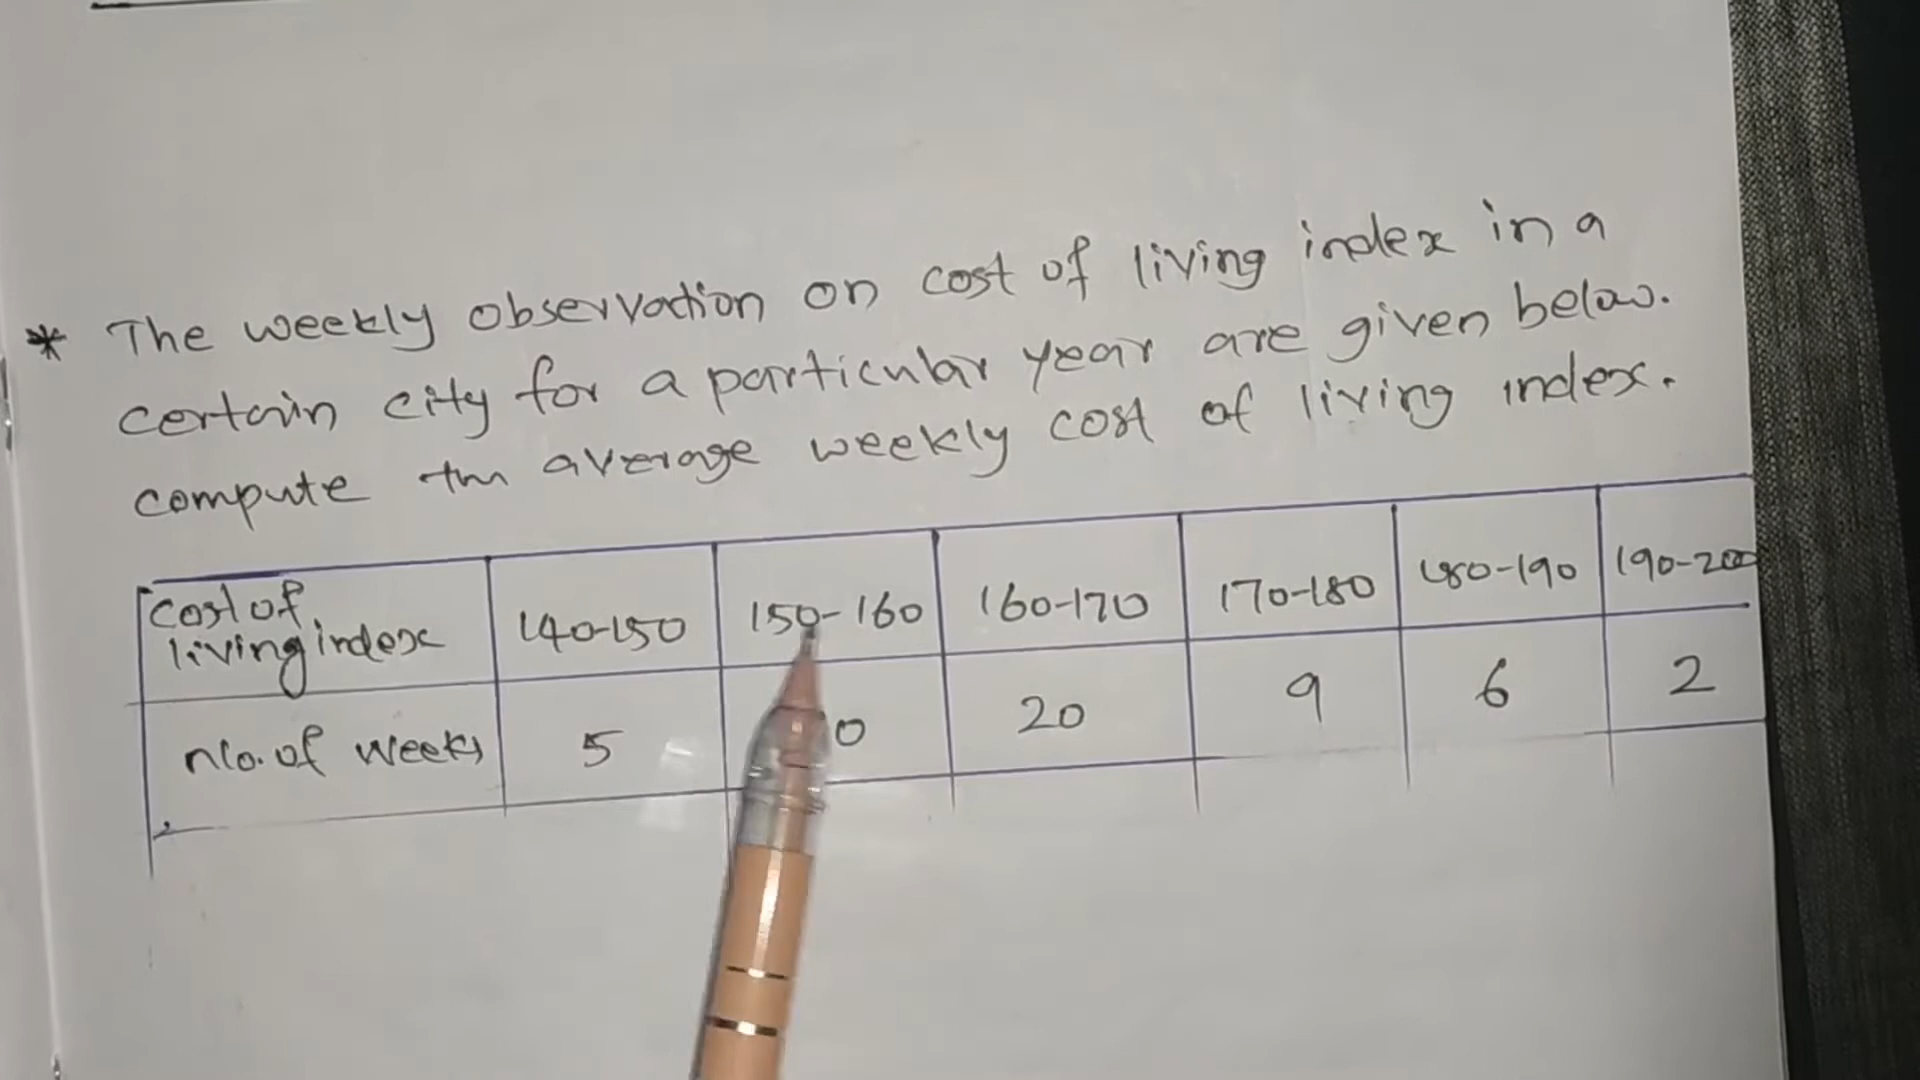 * The weekly observation on cost of living index in a
certain city for a particular year are given below.
compute the average weekly cost of living index.
cost of living index 140-150 150-160 160-170 170-180 180-190 190-200
No. of weeks 5 20 9 6 2